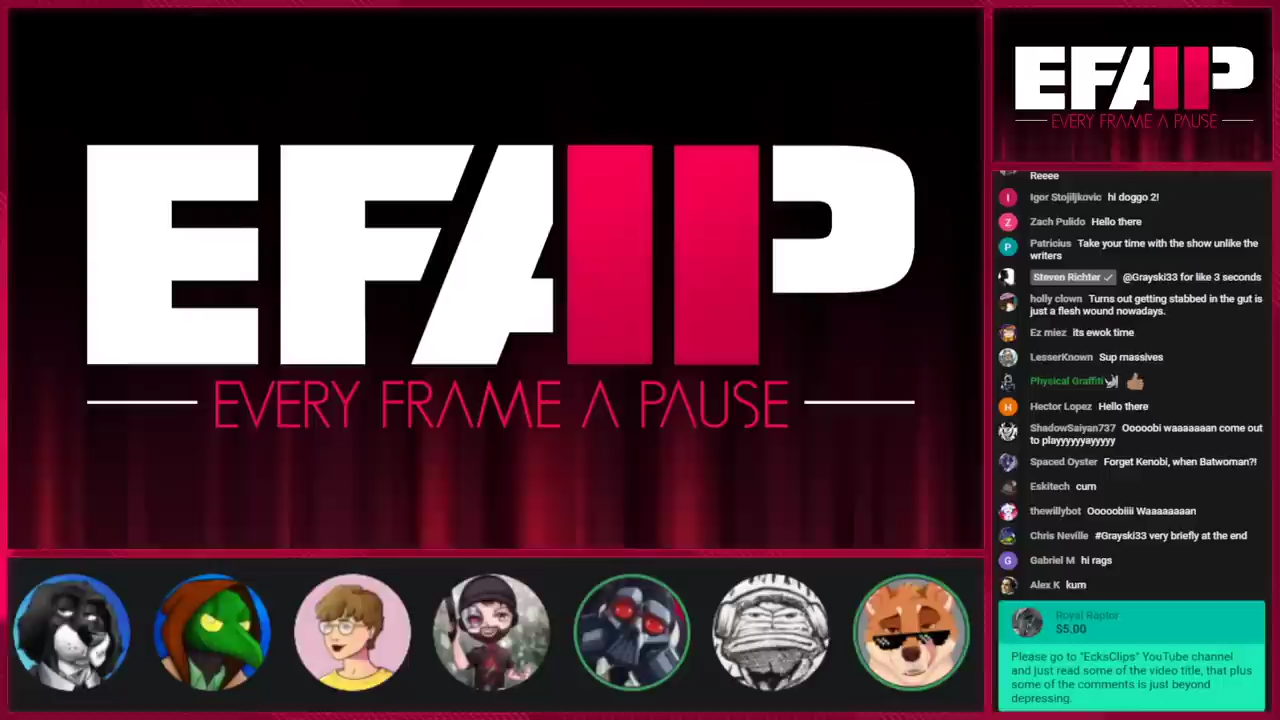 EFAP
EVERY FRAME A PAUSE
EFAP
EVERY FRAME A PAUSE
Reeee
Igor Stojiljkovic hi doggo 2!
Zach Pulido Hello there
Patricius Take your time with the show unlike the
writers
Steven Richter @Grayski33 for like 3 seconds
holly clown Turns out getting stabbed in the gut is
just a flesh wound nowadays.
Ez miez its ewok time
LesserKnown Sup massives
Physical Graffiti
Hector Lopez Hello there
ShadowSaiyan737 Ooooobi waaaaaaan come out
to playyyyyyayyyyy
Spaced Oyster Forget Kenobi, when Batwoman?!
Eskitech cum
thewillybot Oooooobiiii Waaaaaaaan
Chris Neville #Grayski33 very briefly at the end
Gabriel M hi rags
Alex K kum
Royal Raptor
$5.00
Please go to "EcksClips" YouTube channel
and just read some of the video title, that plus
some of the comments is just beyond
depressing.